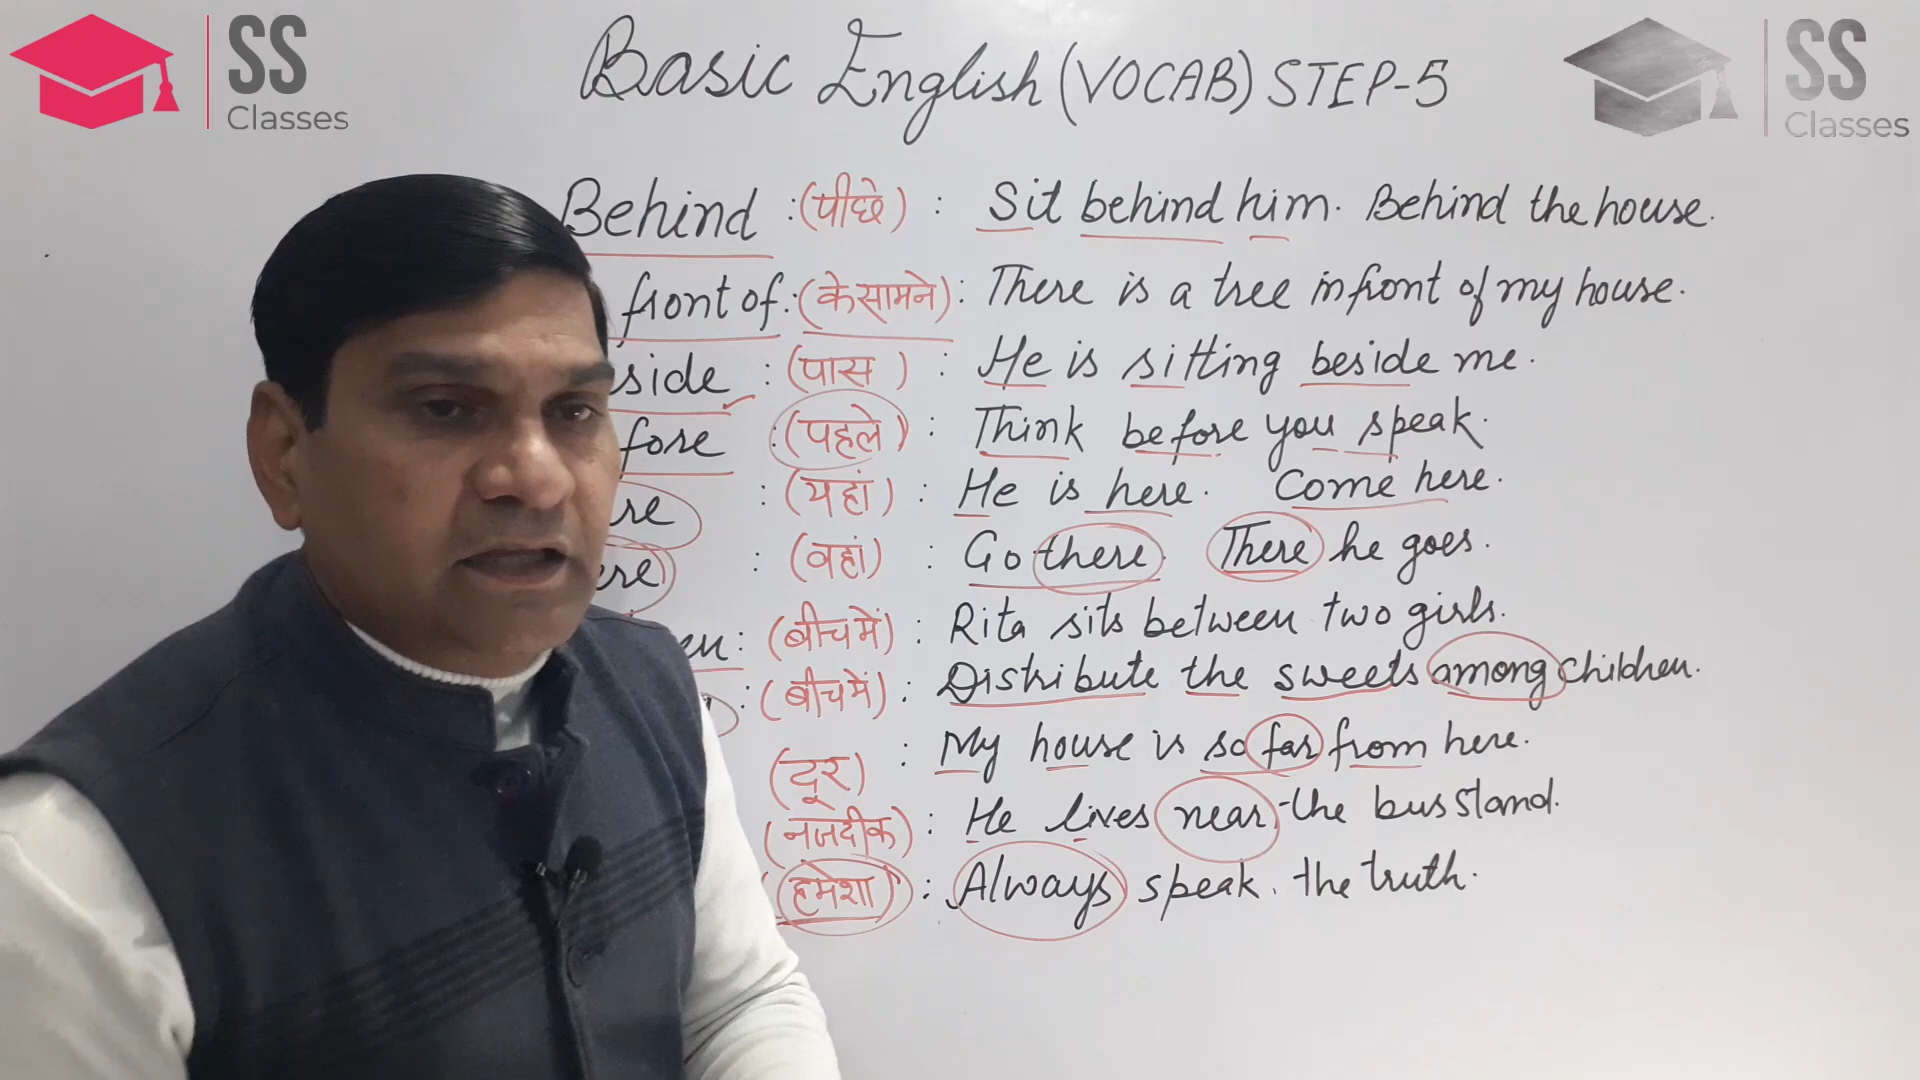 SS
Classes
Basic English (VOCAB) STEP-5
SS
Classes
Behind : (पीछे) : Sit behind him. Behind the house.
front of : (के सामने) : There is a tree in front of my house.
side : (पास) : He is sitting beside me.
fore : (पहले) : Think before you speak.
re : (यहां) : He is here. Come here.
ere : (वहां) : Go there. There he goes.
en : (बीच में) : Rita sits between two girls.
: (बीच में) : Distribute the sweets among children.
(दूर) : My house is so far from here.
(नजदीक) : He lives near the bus stand.
(हमेशा) : Always speak the truth.